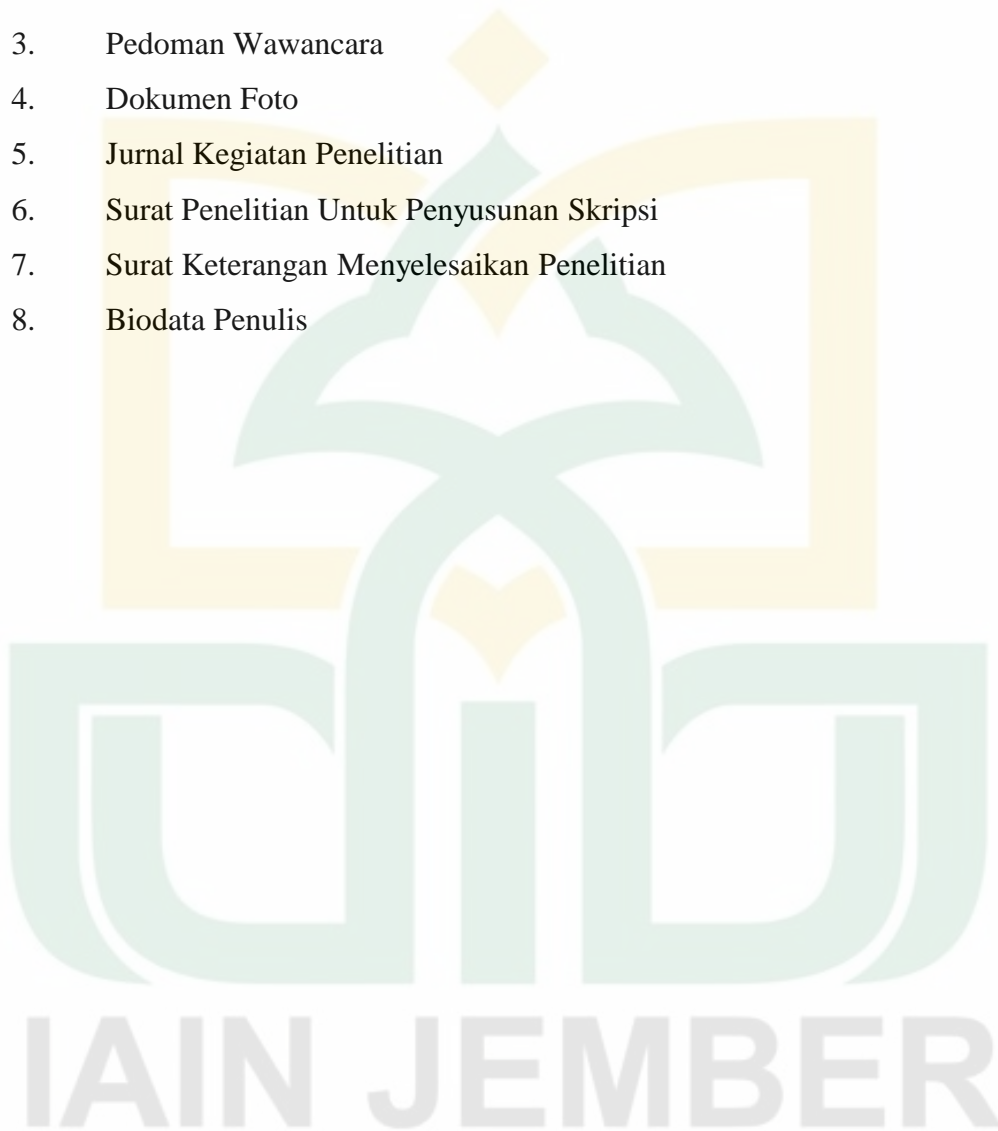 3. Pedoman Wawancara
4. Dokumen Foto
5. Jurnal Kegiatan Penelitian
6. Surat Penelitian Untuk Penyusunan Skripsi
7. Surat Keterangan Menyelesaikan Penelitian
8. Biodata Penulis
IAIN JEMBER